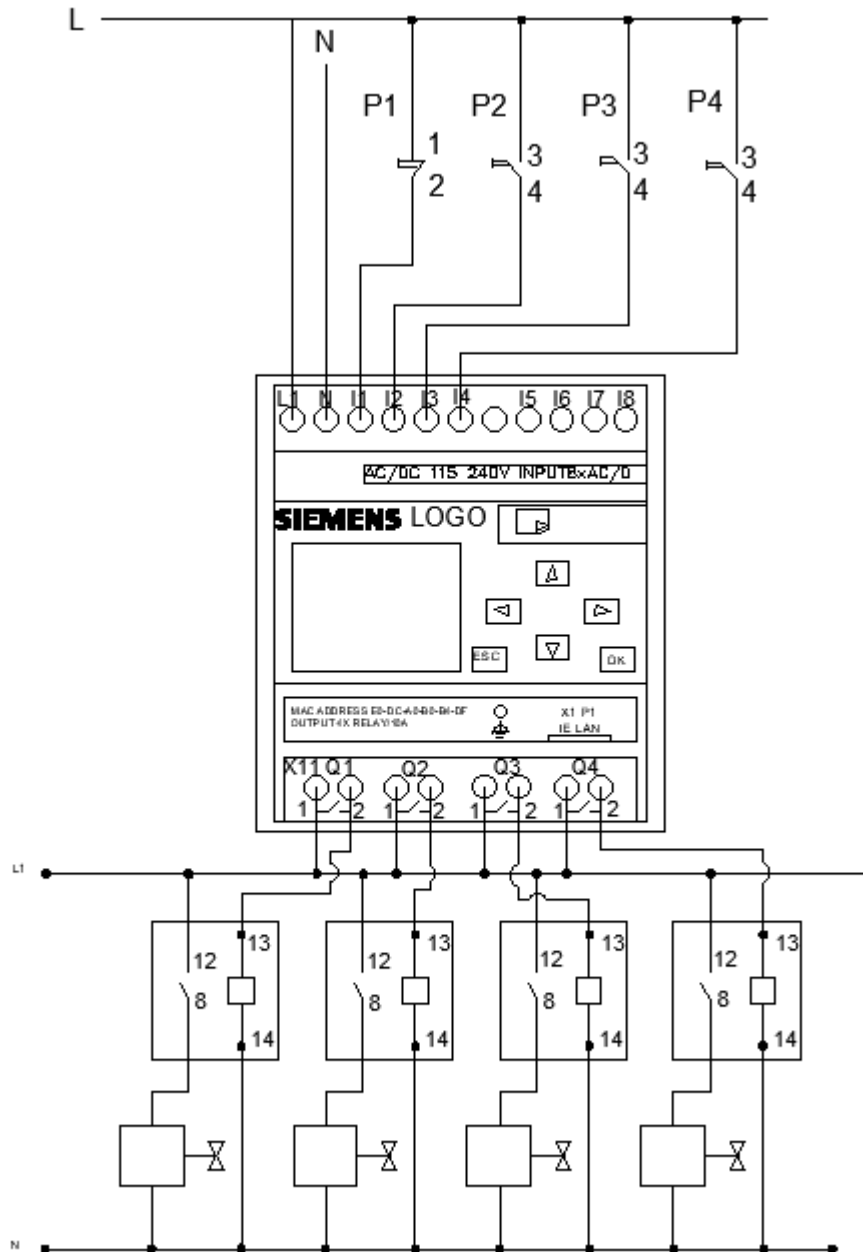 L
N
P1 P2 P3 P4
1 3 3 3
2 4 4 4
L1 N I1 I2 I3 I4 I5 I6 I7 I8
AC/DC 115 240V INPUT8xAC/D
SIEMENS LOGO
ESC OK
MAC ADDRESS E0-DC-A0-B0-B4-DF X1 P1
OUTPUT4X RELAY/10A IE LAN
X11 Q1 Q2 Q3 Q4
1 2 1 2 1 2 1 2
L1
13 13 13 13
12 12 12 12
8 8 8 8
14 14 14 14
N